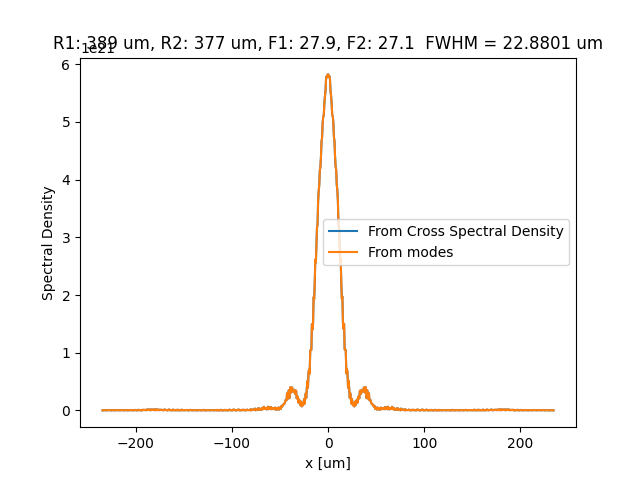 R1: 389 um, R2: 377 um, F1: 27.9, F2: 27.1  FWHM = 22.8801 um
1e21
6
5
4
3
2
1
0
Spectral Density
From Cross Spectral Density
From modes
−200
−100
0
100
200
x [um]